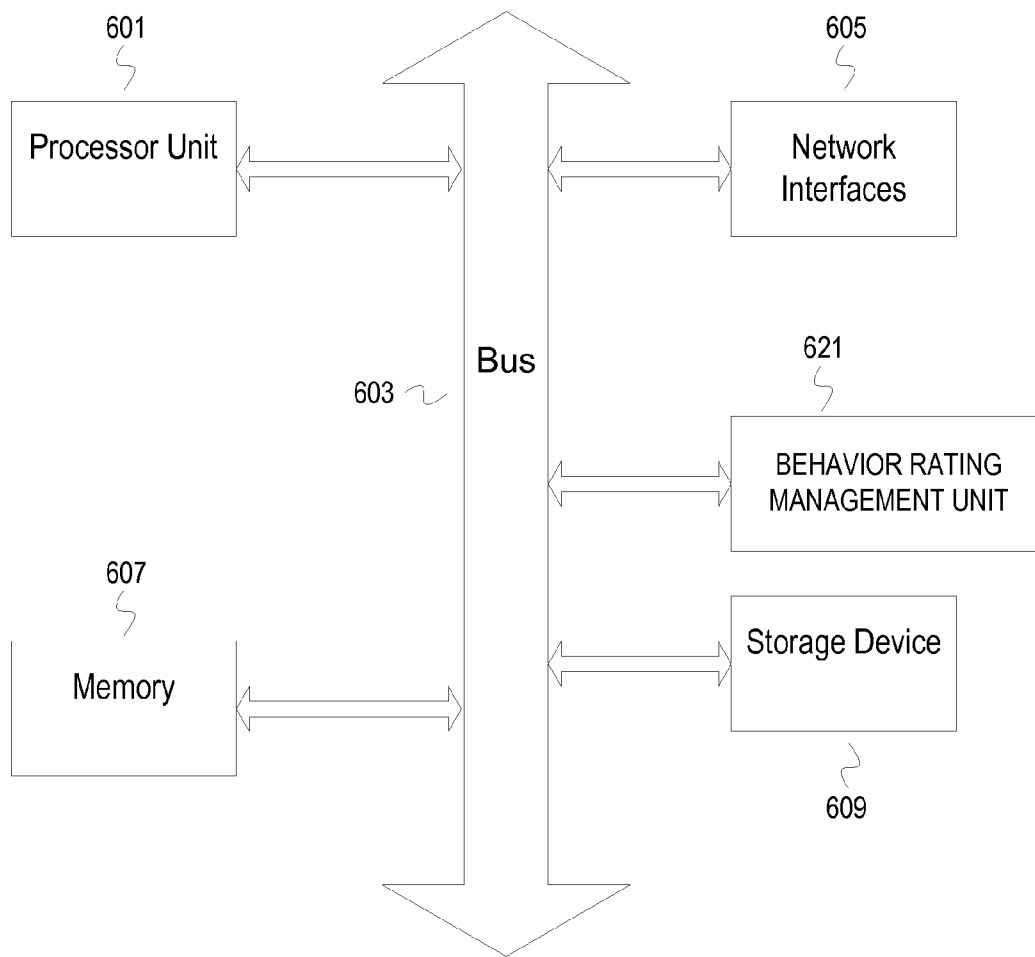 601
Processor Unit
605
Network
Interfaces
Bus
603
621
BEHAVIOR RATING
MANAGEMENT UNIT
607
Memory
Storage Device
609